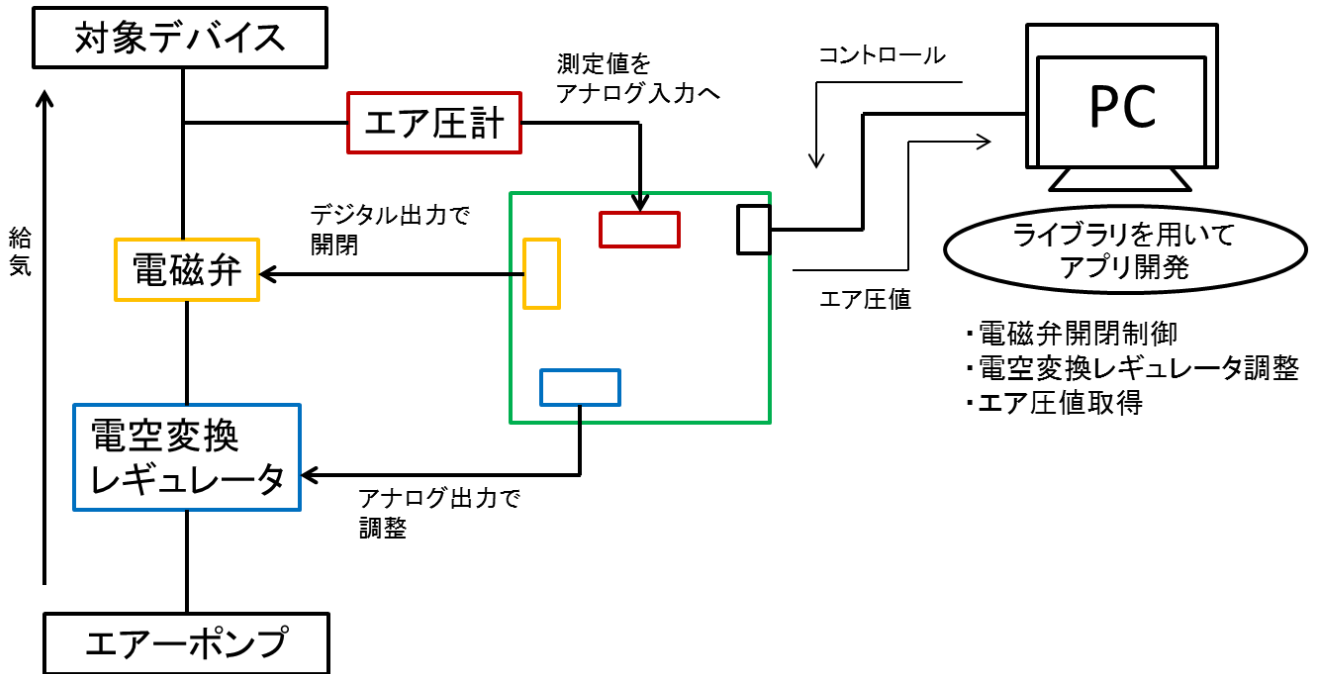 対象デバイス
測定値を
アナログ入力へ
コントロール
PC
エア圧計
デジタル出力で
開閉
給気
電磁弁
ライブラリを用いて
アプリ開発
エア圧値
・電磁弁開閉制御
・電空変換レギュレータ調整
・エア圧値取得
電空変換
レギュレータ
アナログ出力で
調整
エアーポンプ